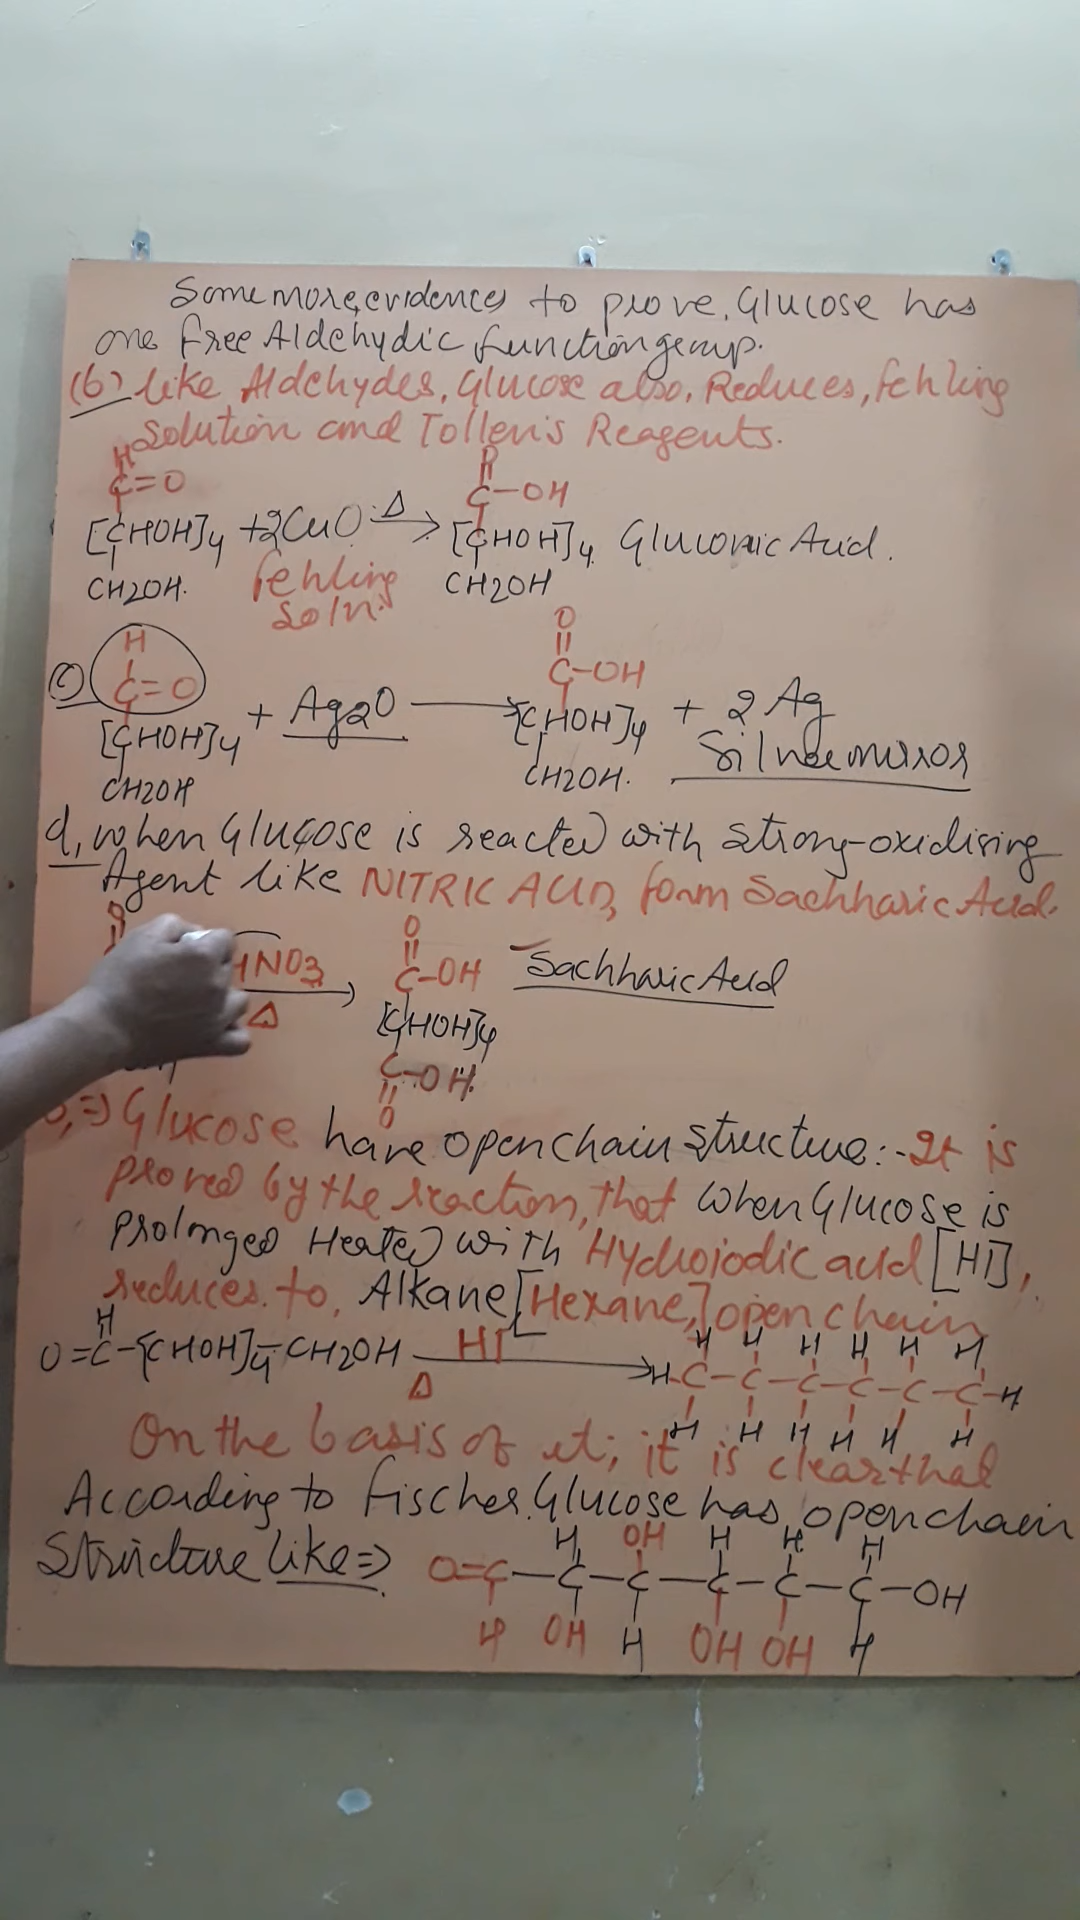 Some more, evidences to prove, Glucose has
one free Aldehydic function group.
(b) like Aldehydes, Glucose also, Reduces, fehling
Solution and Tollen's Reagents.
H
C=O
C-OH
[CHOH]4 +2CuO Δ → [CHOH]4 Gluconic Acid.
CH2OH. fehling CH2OH
Soln.
(c) H
C=O
O
C-OH
[CHOH]4 + Ag2O → [CHOH]4 + 2 Ag
CH2OH CH2OH. Silver mirror
d, when Glucose is reacted with strong-oxidising
Agent like NITRIC ACID, form Sachharic Acid.
HNO3 →
Δ
O
C-OH Sachharic Acid
[CHOH]4
C-OH.
O
=> Glucose have open chain structure:- It is
proved by the reaction, that when Glucose is
prolonged Heated with Hydroiodic acid [HI],
reduces. to, Alkane [Hexane,] open chain
H
O=C-[CHOH]4-CH2OH HI → Δ
H H H H H H
H-C-C-C-C-C-C-H
H H H H H H
On the basis of it; it is clear that
According to fischer Glucose has open chain
Structure like =>
H OH H H H
O=C-C-C-C-C-C-OH
H OH H OH OH H